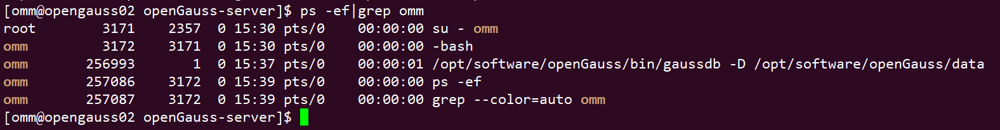 [omm@opengauss02 openGauss-server]$ ps -ef|grep omm
root        3171    2357  0 15:30 pts/0    00:00:00 su - omm
omm         3172    3171  0 15:30 pts/0    00:00:00 -bash
omm       256993       1  0 15:37 pts/0    00:00:01 /opt/software/openGauss/bin/gaussdb -D /opt/software/openGauss/data
omm       257086    3172  0 15:39 pts/0    00:00:00 ps -ef
omm       257087    3172  0 15:39 pts/0    00:00:00 grep --color=auto omm
[omm@opengauss02 openGauss-server]$